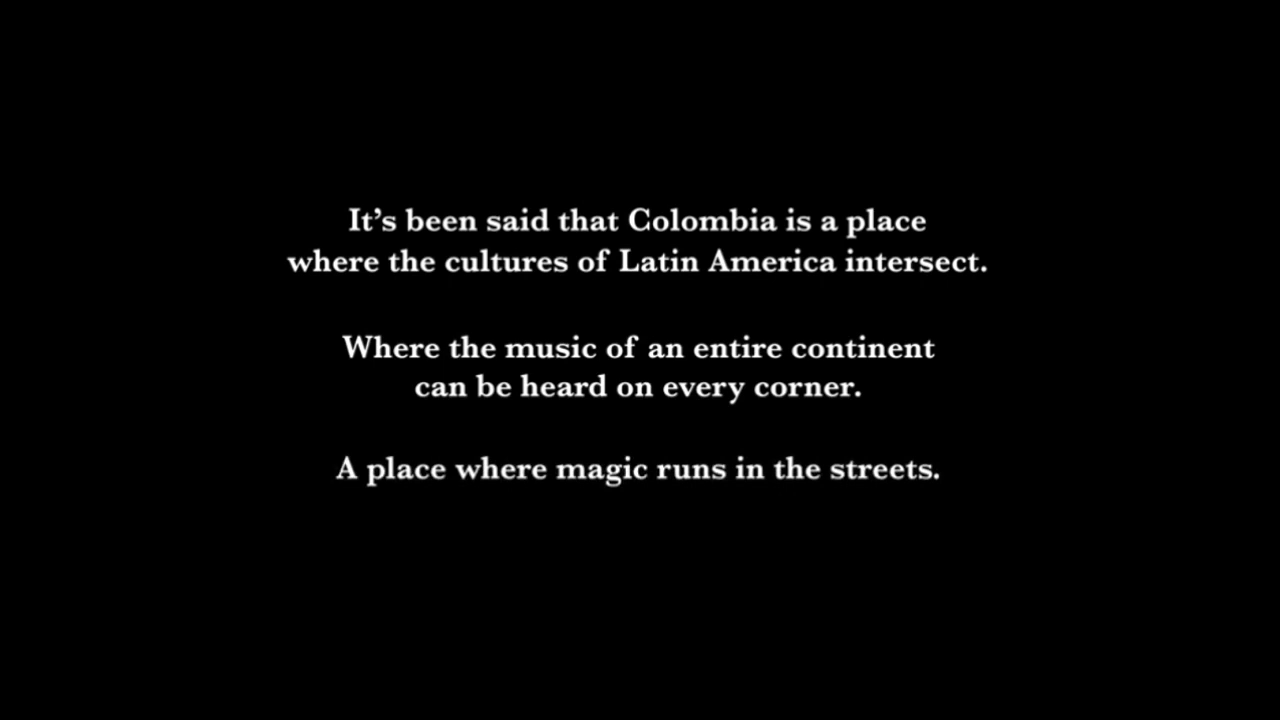 It’s been said that Colombia is a place
where the cultures of Latin America intersect.
Where the music of an entire continent
can be heard on every corner.
A place where magic runs in the streets.